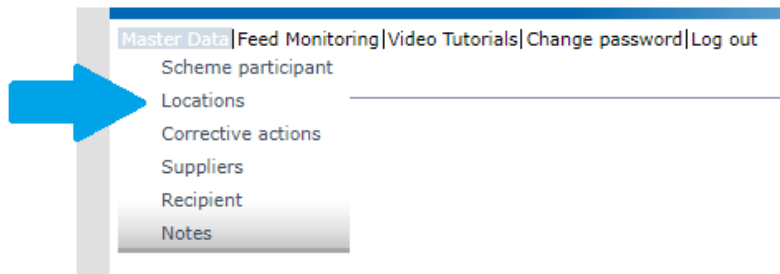 Master Data|Feed Monitoring|Video Tutorials|Change password|Log out
Scheme participant
Locations
Corrective actions
Suppliers
Recipient
Notes